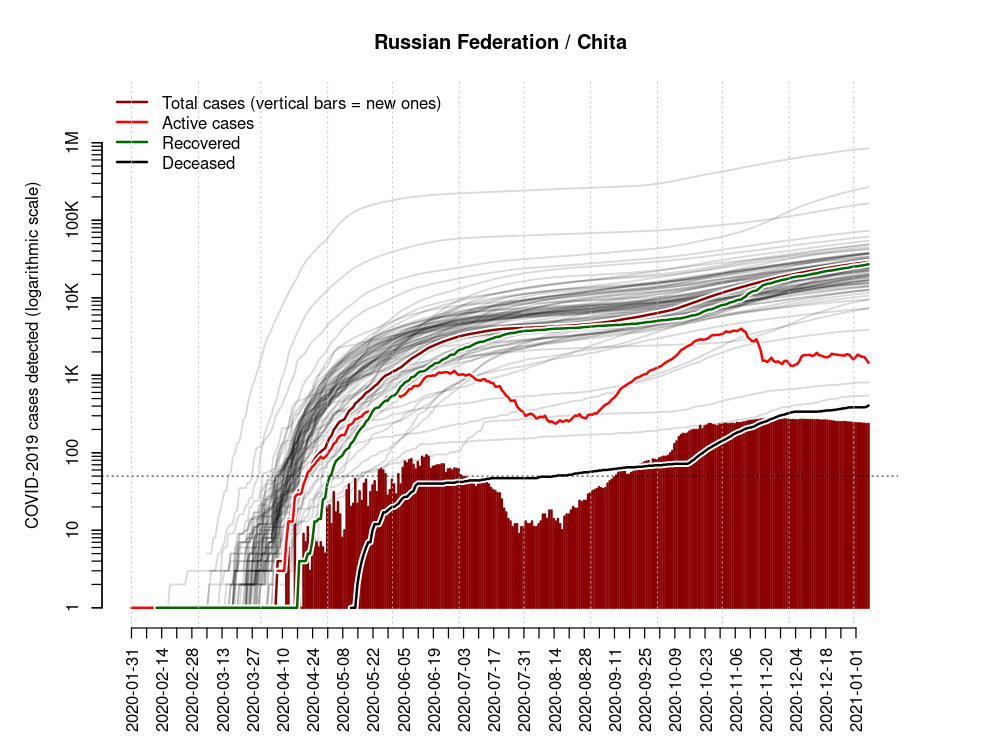 Russian Federation / Chita
Total cases (vertical bars = new ones)
Active cases
Recovered
Deceased
COVID-2019 cases detected (logarithmic scale)
1M
100K
10K
1K
100
10
1
2020-01-31
2020-02-14
2020-02-28
2020-03-13
2020-03-27
2020-04-10
2020-04-24
2020-05-08
2020-05-22
2020-06-05
2020-06-19
2020-07-03
2020-07-17
2020-07-31
2020-08-14
2020-08-28
2020-09-11
2020-09-25
2020-10-09
2020-10-23
2020-11-06
2020-11-20
2020-12-04
2020-12-18
2021-01-01